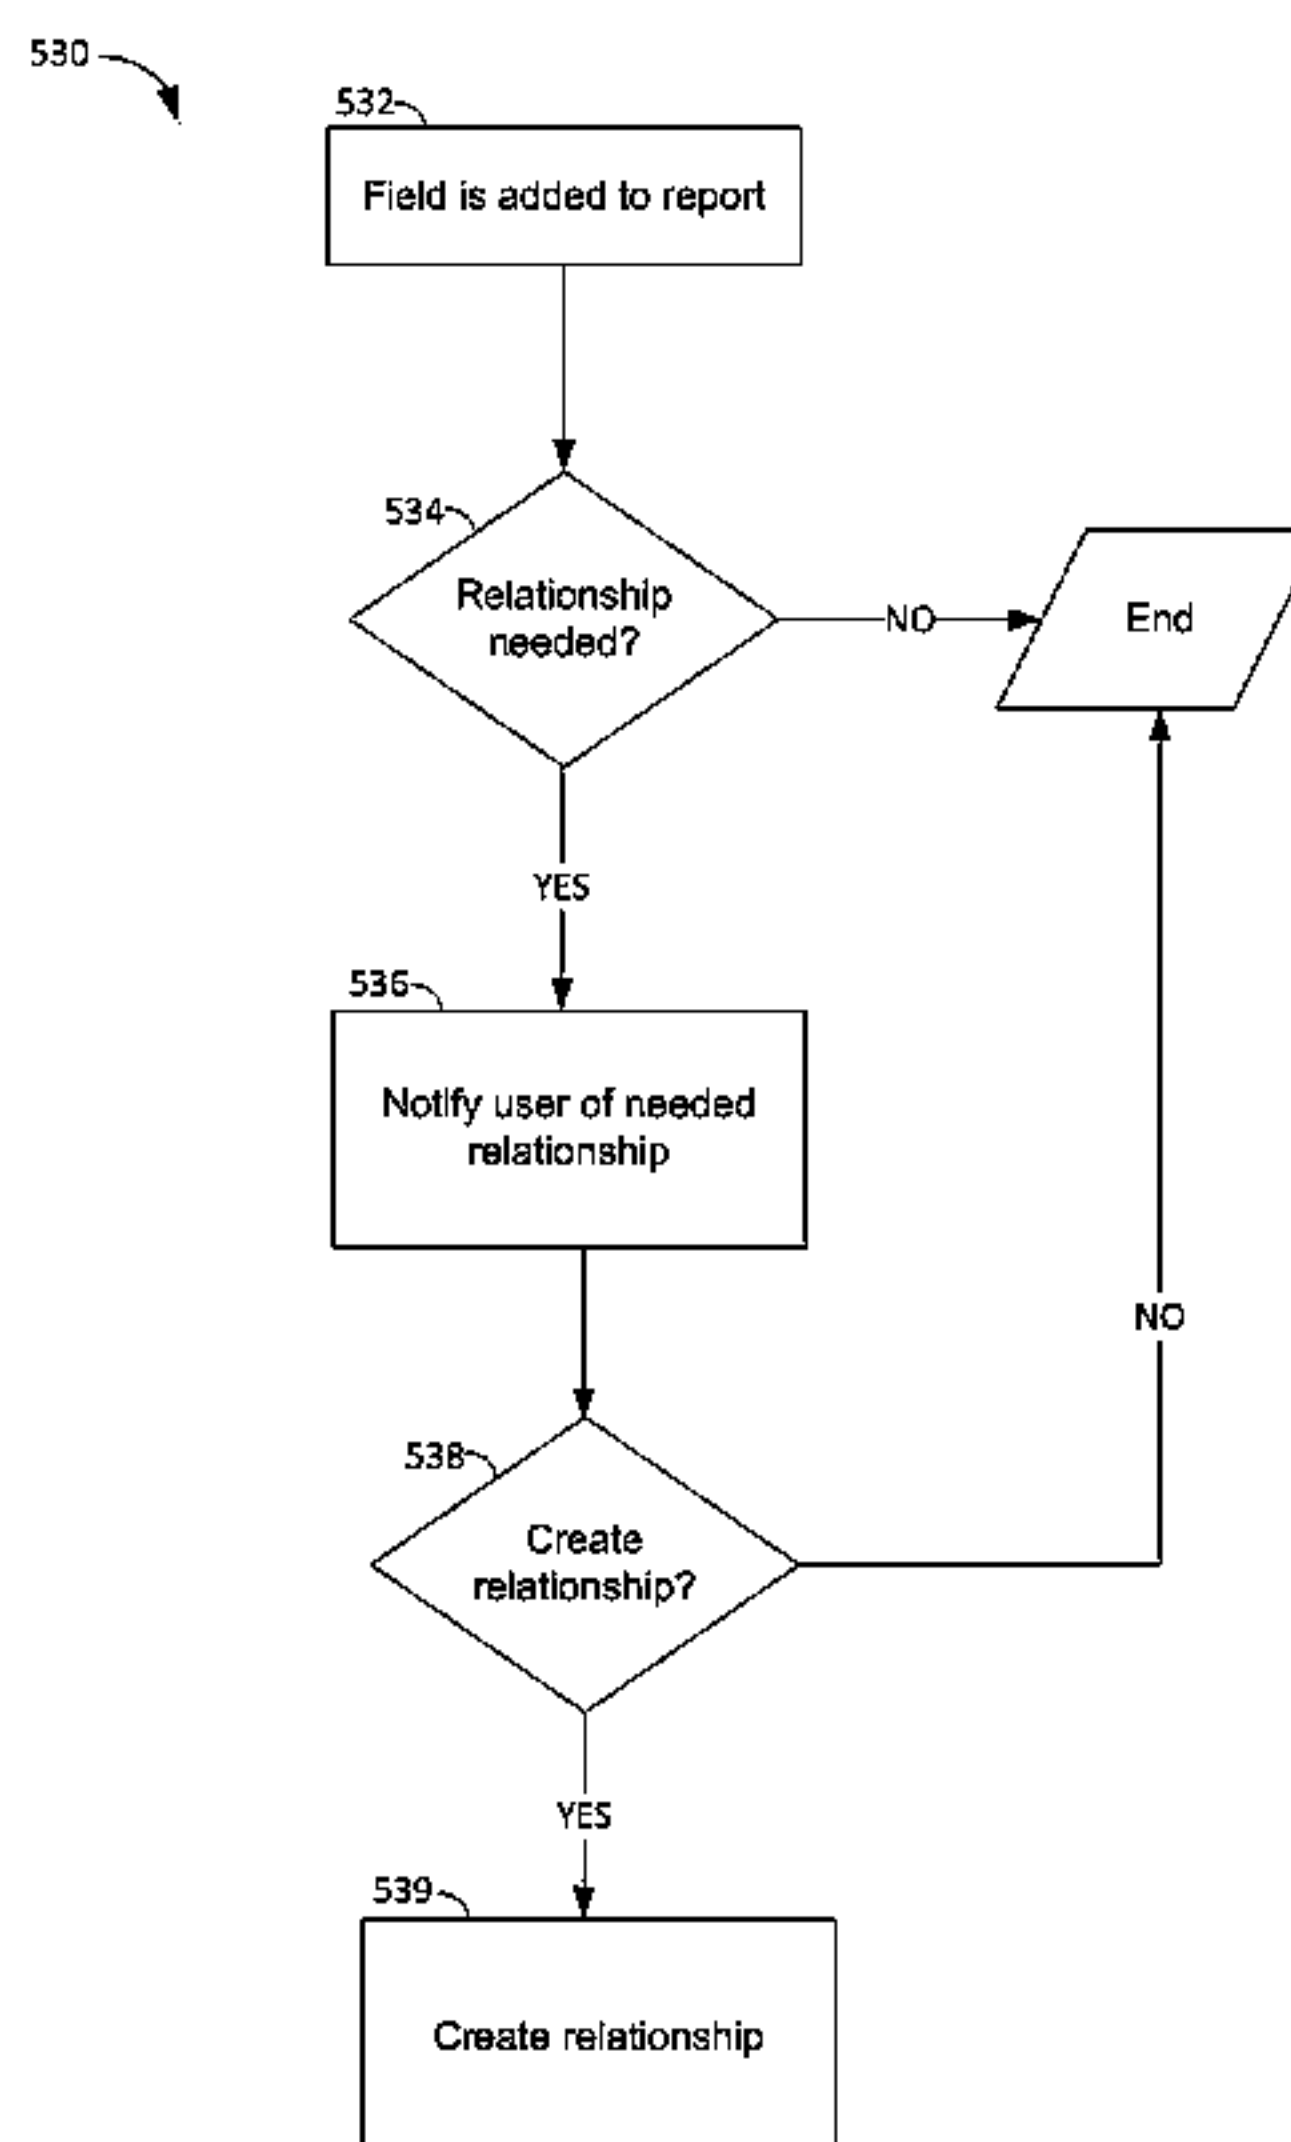 530
532
Field is added to report
534
Relationship
needed?
NO
End
YES
536
Notify user of needed
relationship
NO
538
Create
relationship?
YES
539
Create relationship